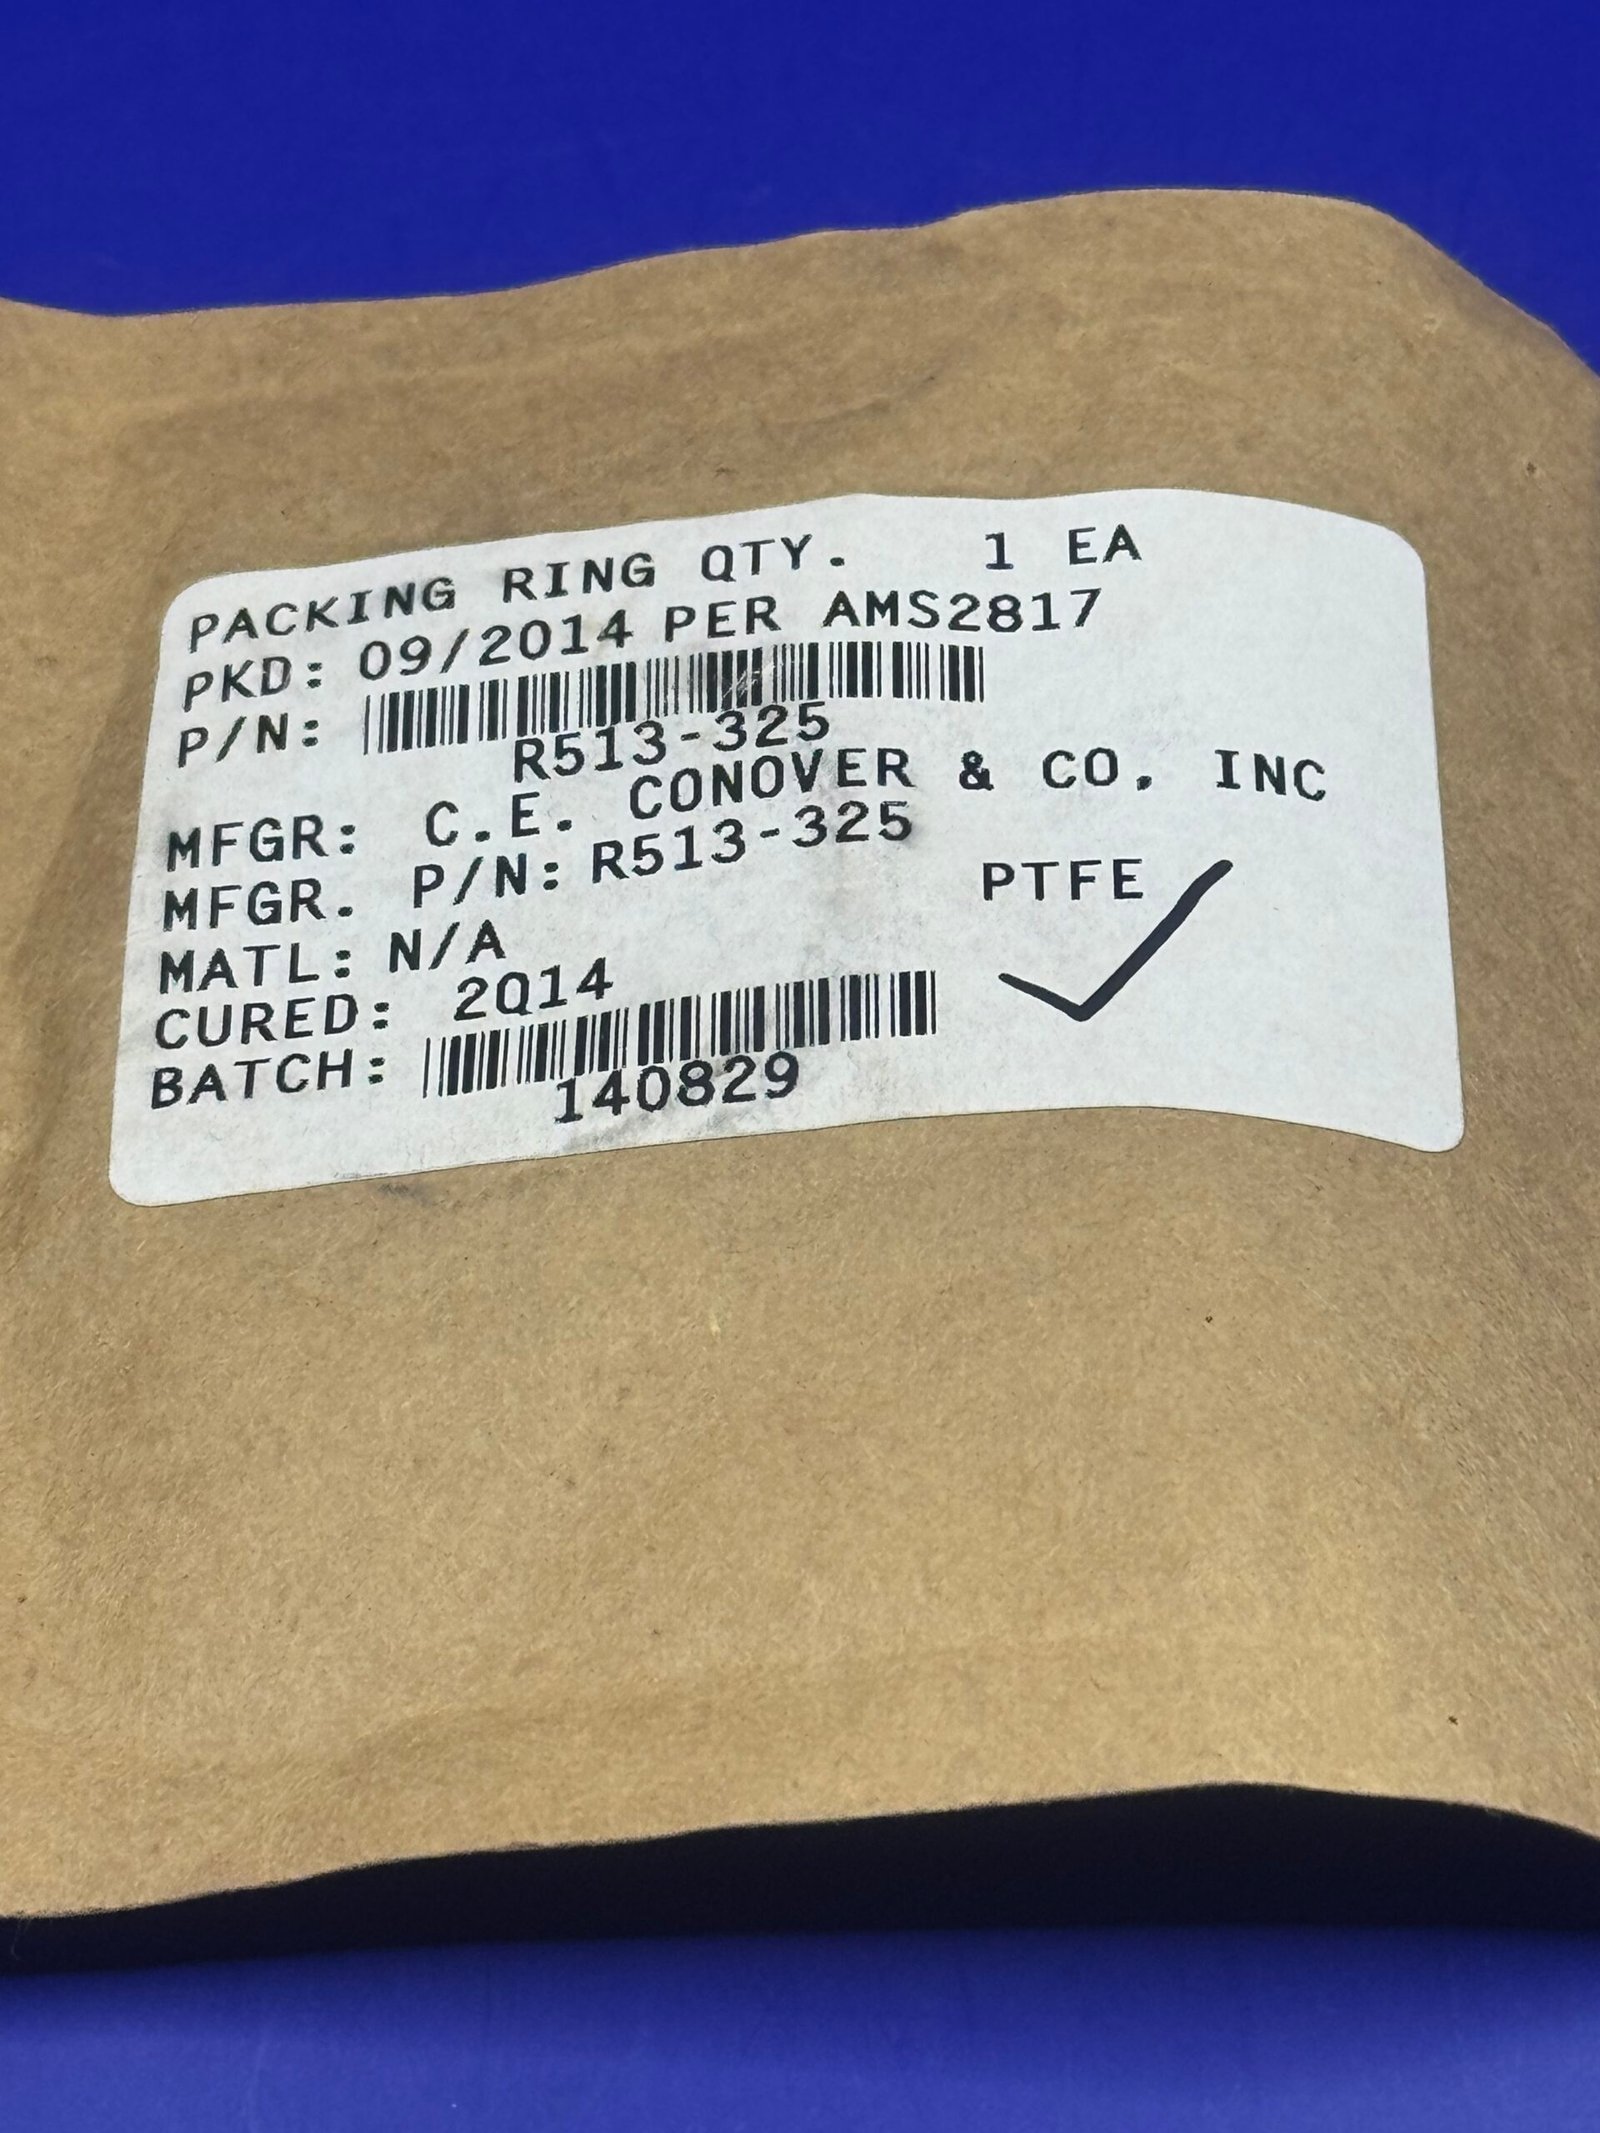 PACKING RING QTY. 1 EA
PKD: 09/2014 PER AMS2817
P/N:
R513-325
MFGR: C.E. CONOVER & CO, INC
MFGR. P/N: R513-325
MATL: N/A PTFE
CURED: 2Q14
BATCH:
140829